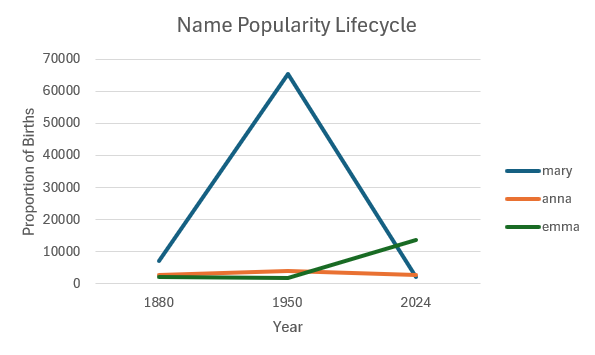 Name Popularity Lifecycle
70000
60000
50000
40000
30000
20000
10000
0
Proportion of Births
1880
1950
2024
Year
mary
anna
emma